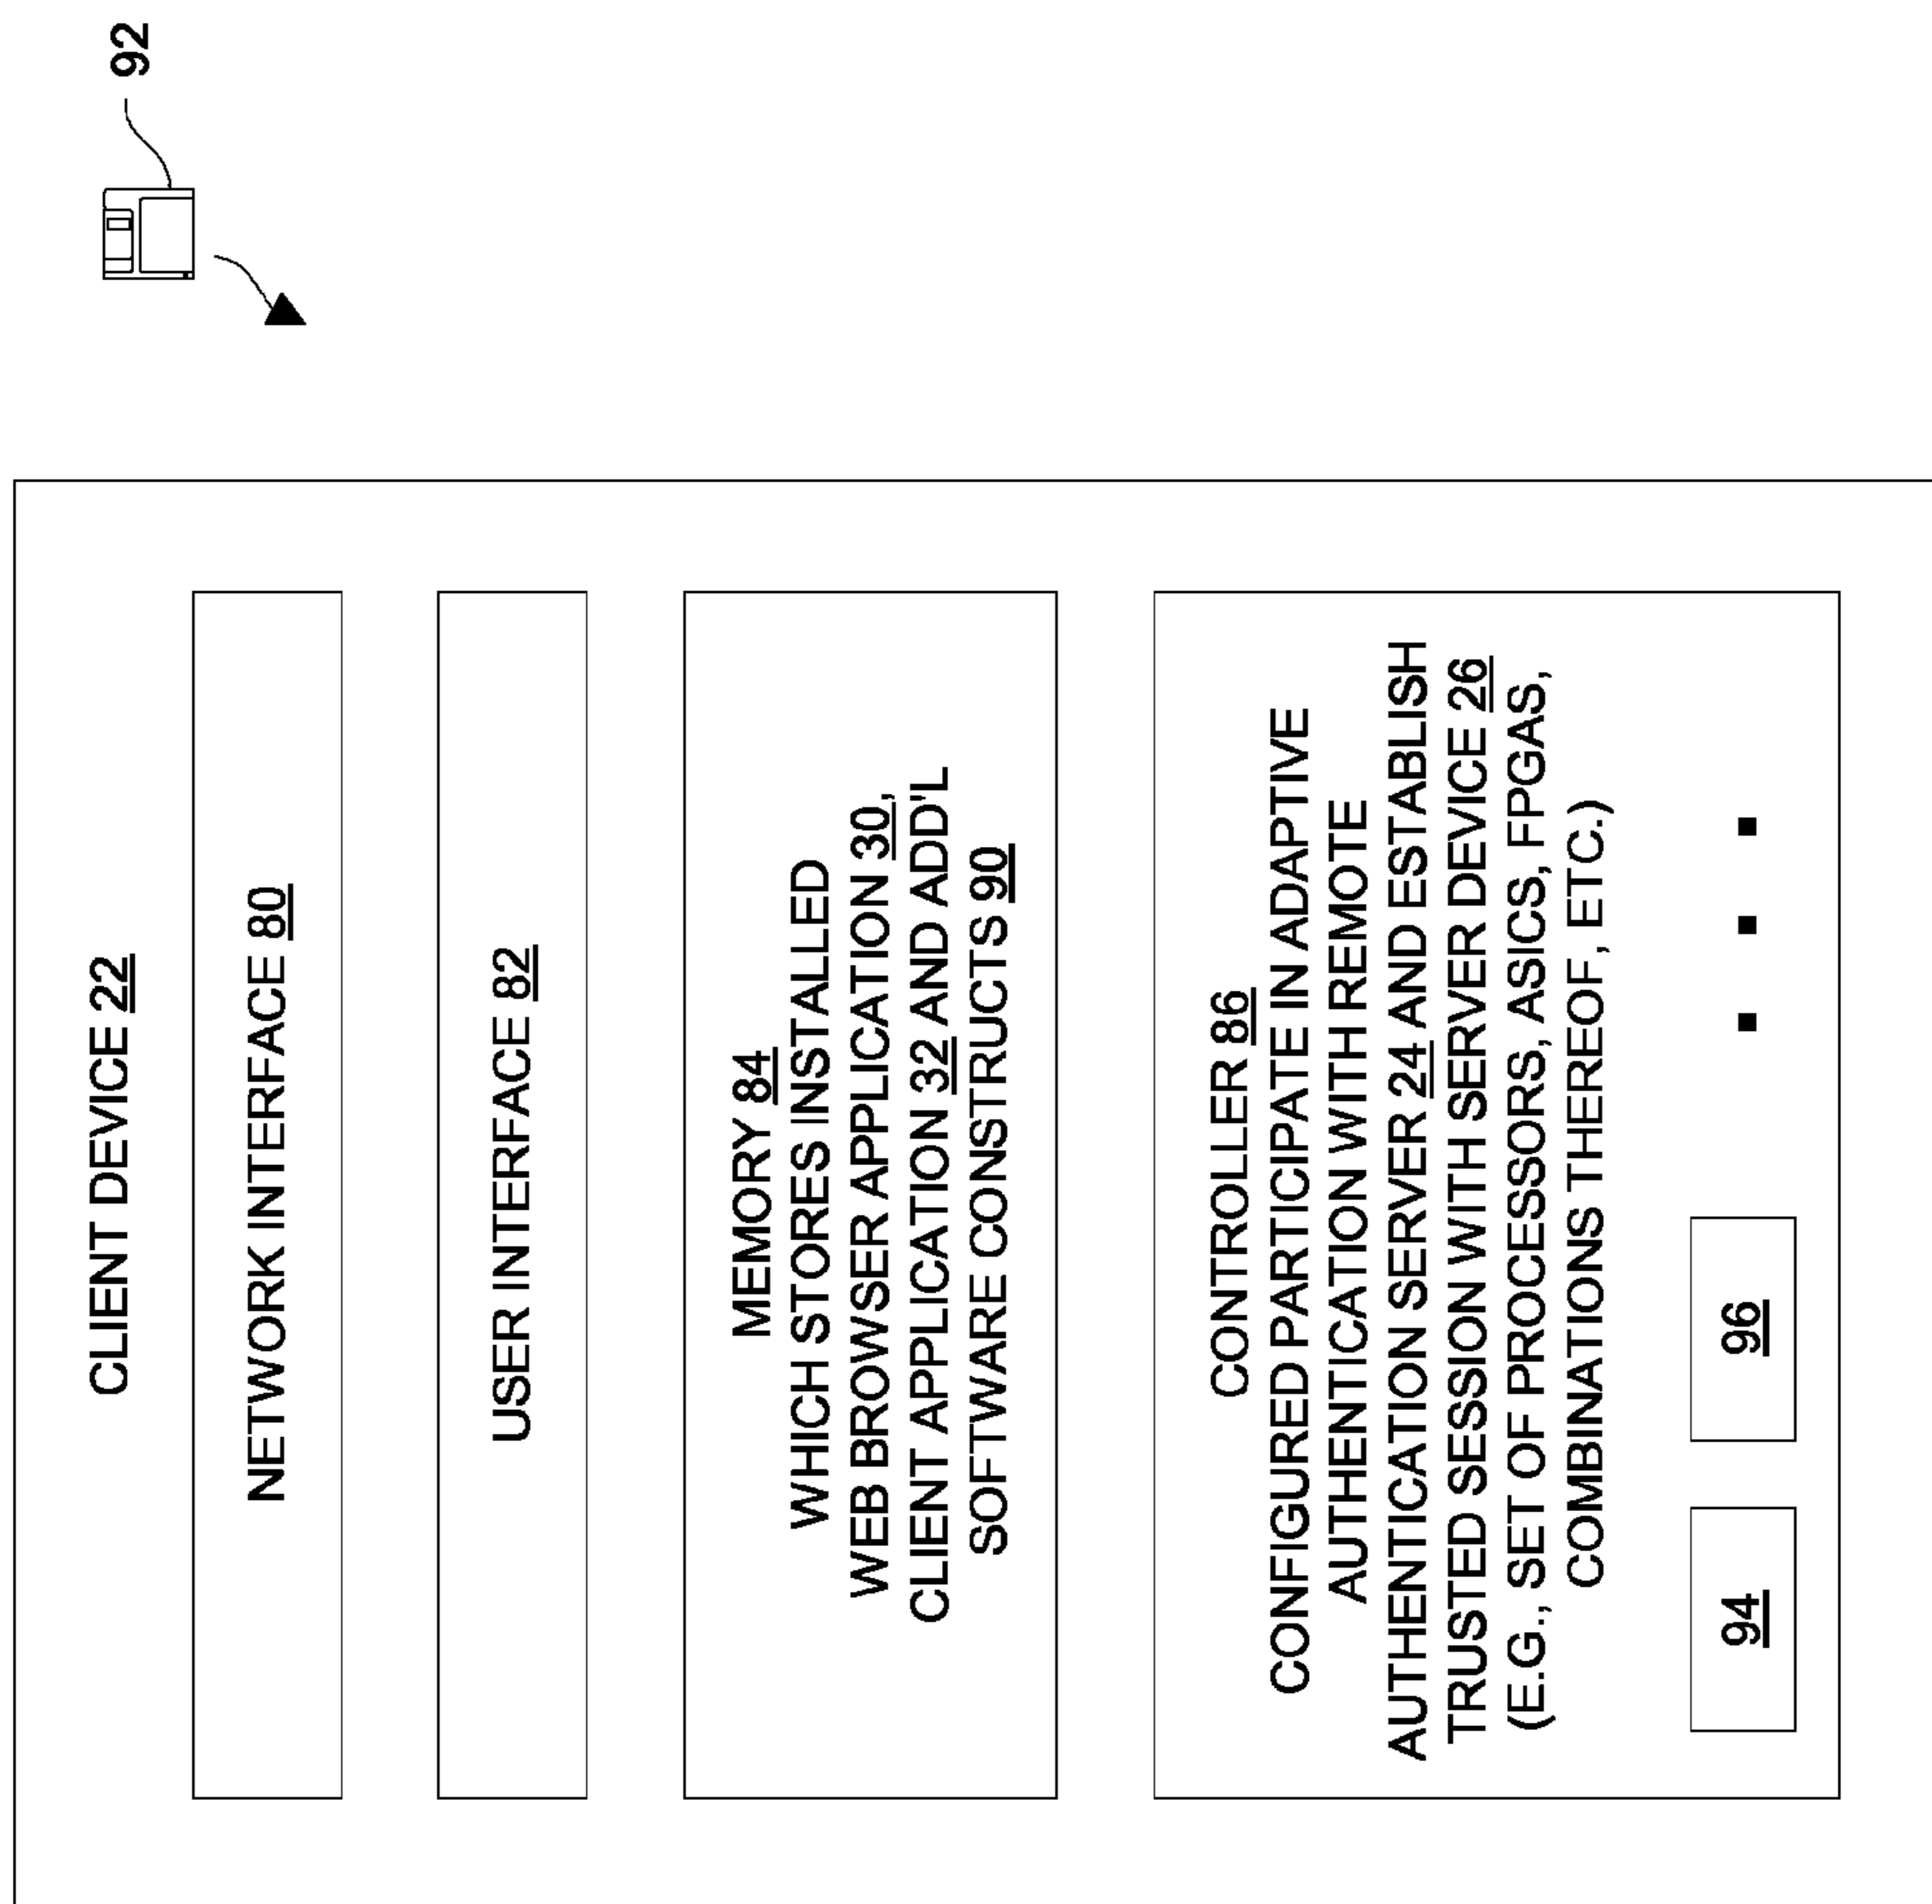 CLIENT DEVICE 22
NETWORK INTERFACE 80
USER INTERFACE 82
MEMORY 84
WHICH STORES INSTALLED
WEB BROWSER APPLICATION 30,
CLIENT APPLICATION 32 AND ADD'L
SOFTWARE CONSTRUCTS 90
CONTROLLER 86
CONFIGURED PARTICIPATE IN ADAPTIVE
AUTHENTICATION WITH REMOTE
AUTHENTICATION SERVER 24 AND ESTABLISH
TRUSTED SESSION WITH SERVER DEVICE 26
(E.G., SET OF PROCESSORS, ASICS, FPGAS,
COMBINATIONS THEREOF, ETC.)
94
96
92